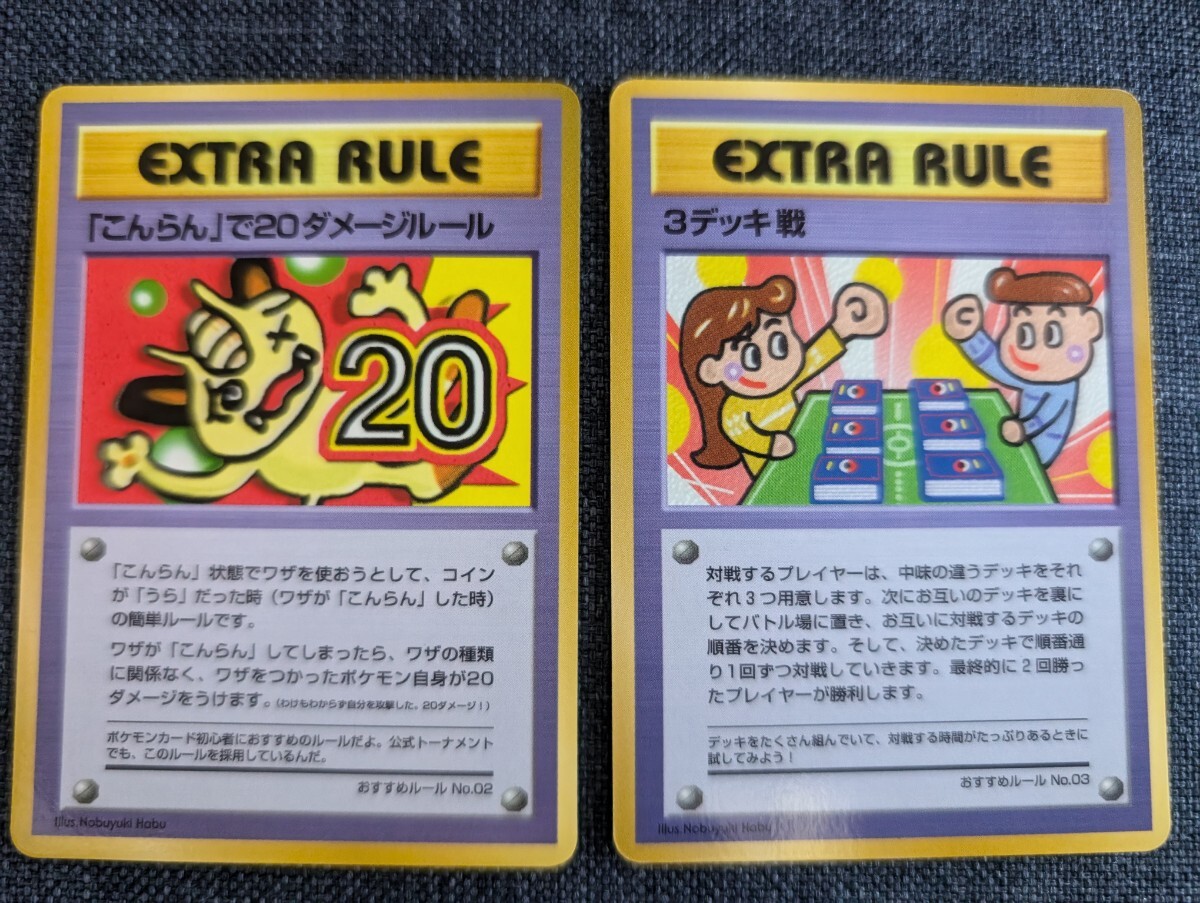 EXTRA RULE
「こんらん」で20ダメージルール
20
「こんらん」状態でワザを使おうとして、コイン
が「うら」だった時（ワザが「こんらん」した時）
の簡単ルールです。
ワザが「こんらん」してしまったら、ワザの種類
に関係なく、ワザをつかったポケモン自身が20
ダメージをうけます。（わけもわからず自分を攻撃した。20ダメージ！）
ポケモンカード初心者におすすめのルールだよ。公式トーナメント
でも、このルールを採用しているんだ。
おすすめルール No.02
Illus. Nobuyuki Habu
EXTRA RULE
3デッキ戦
対戦するプレイヤーは、中味の違うデッキをそれ
ぞれ3つ用意します。次にお互いのデッキを裏に
してバトル場に置き、お互いに対戦するデッキの
順番を決めます。そして、決めたデッキで順番通
り1回ずつ対戦していきます。最終的に2回勝っ
たプレイヤーが勝利します。
デッキをたくさん組んでいて、対戦する時間がたっぷりあるときに
試してみよう！
おすすめルール No.03
Illus. Nobuyuki Habu